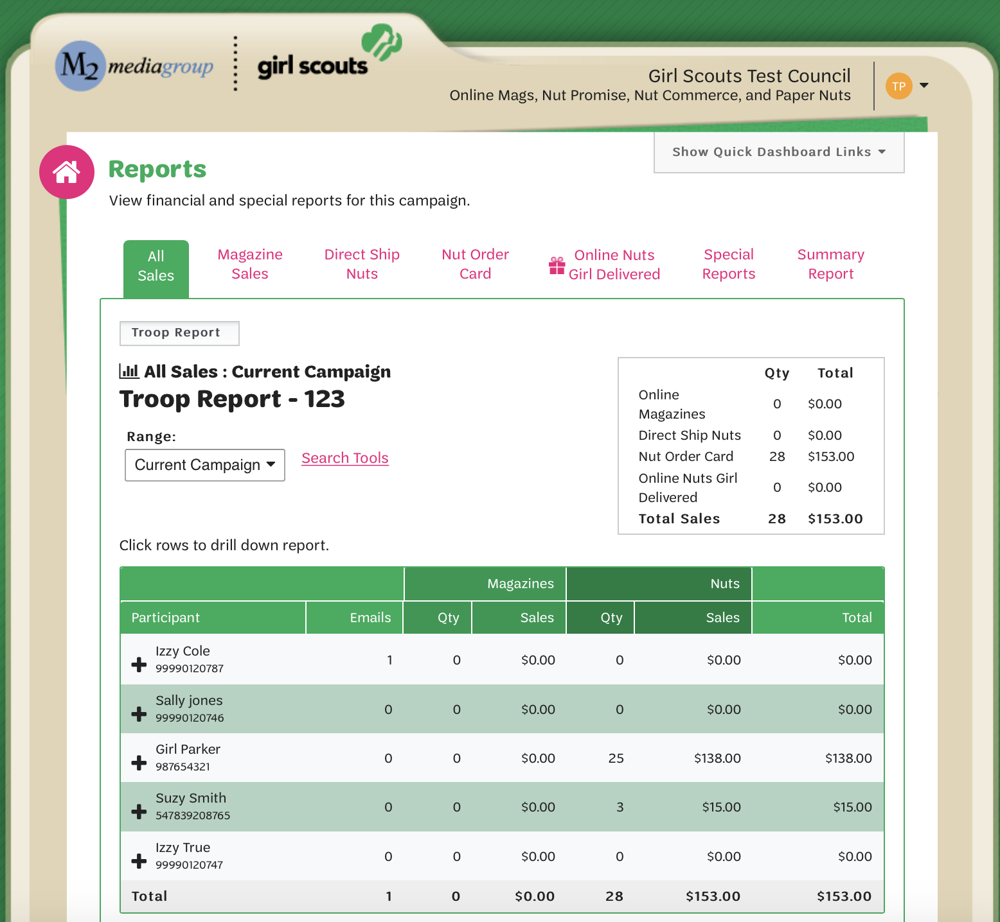 M2 mediagroup
girl scouts
Girl Scouts Test Council
Online Mags, Nut Promise, Nut Commerce, and Paper Nuts
TP
Show Quick Dashboard Links
Reports
View financial and special reports for this campaign.
All Sales
Magazine Sales
Direct Ship Nuts
Nut Order Card
Online Nuts Girl Delivered
Special Reports
Summary Report
Troop Report
All Sales : Current Campaign
Troop Report - 123
Range:
Current Campaign
Search Tools
Qty Total
Online Magazines 0 $0.00
Direct Ship Nuts 0 $0.00
Nut Order Card 28 $153.00
Online Nuts Girl Delivered 0 $0.00
Total Sales 28 $153.00
Click rows to drill down report.
Magazines Nuts
Participant Emails Qty Sales Qty Sales Total
Izzy Cole 99990120787 1 0 $0.00 0 $0.00 $0.00
Sally jones 99990120746 0 0 $0.00 0 $0.00 $0.00
Girl Parker 987654321 0 0 $0.00 25 $138.00 $138.00
Suzy Smith 547839208765 0 0 $0.00 3 $15.00 $15.00
Izzy True 99990120747 0 0 $0.00 0 $0.00 $0.00
Total 1 0 $0.00 28 $153.00 $153.00